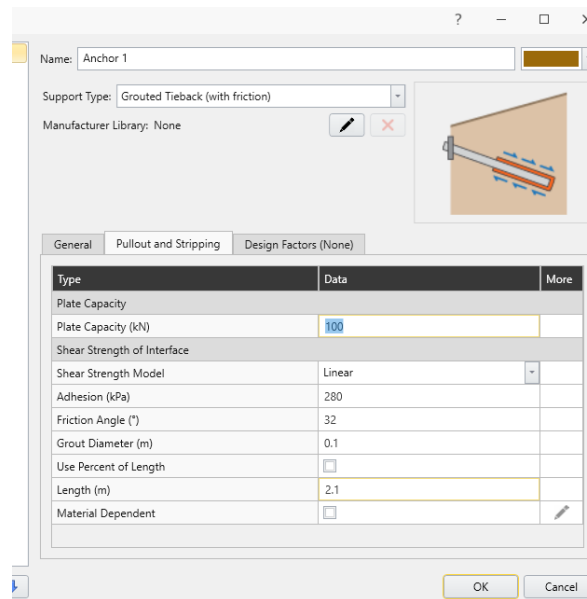 Name: Anchor 1
Support Type: Grouted Tieback (with friction)
Manufacturer Library: None
General Pullout and Stripping Design Factors (None)
Type Data More
Plate Capacity
Plate Capacity (kN) 100
Shear Strength of Interface
Shear Strength Model Linear
Adhesion (kPa) 280
Friction Angle (°) 32
Grout Diameter (m) 0.1
Use Percent of Length
Length (m) 2.1
Material Dependent
OK Cancel